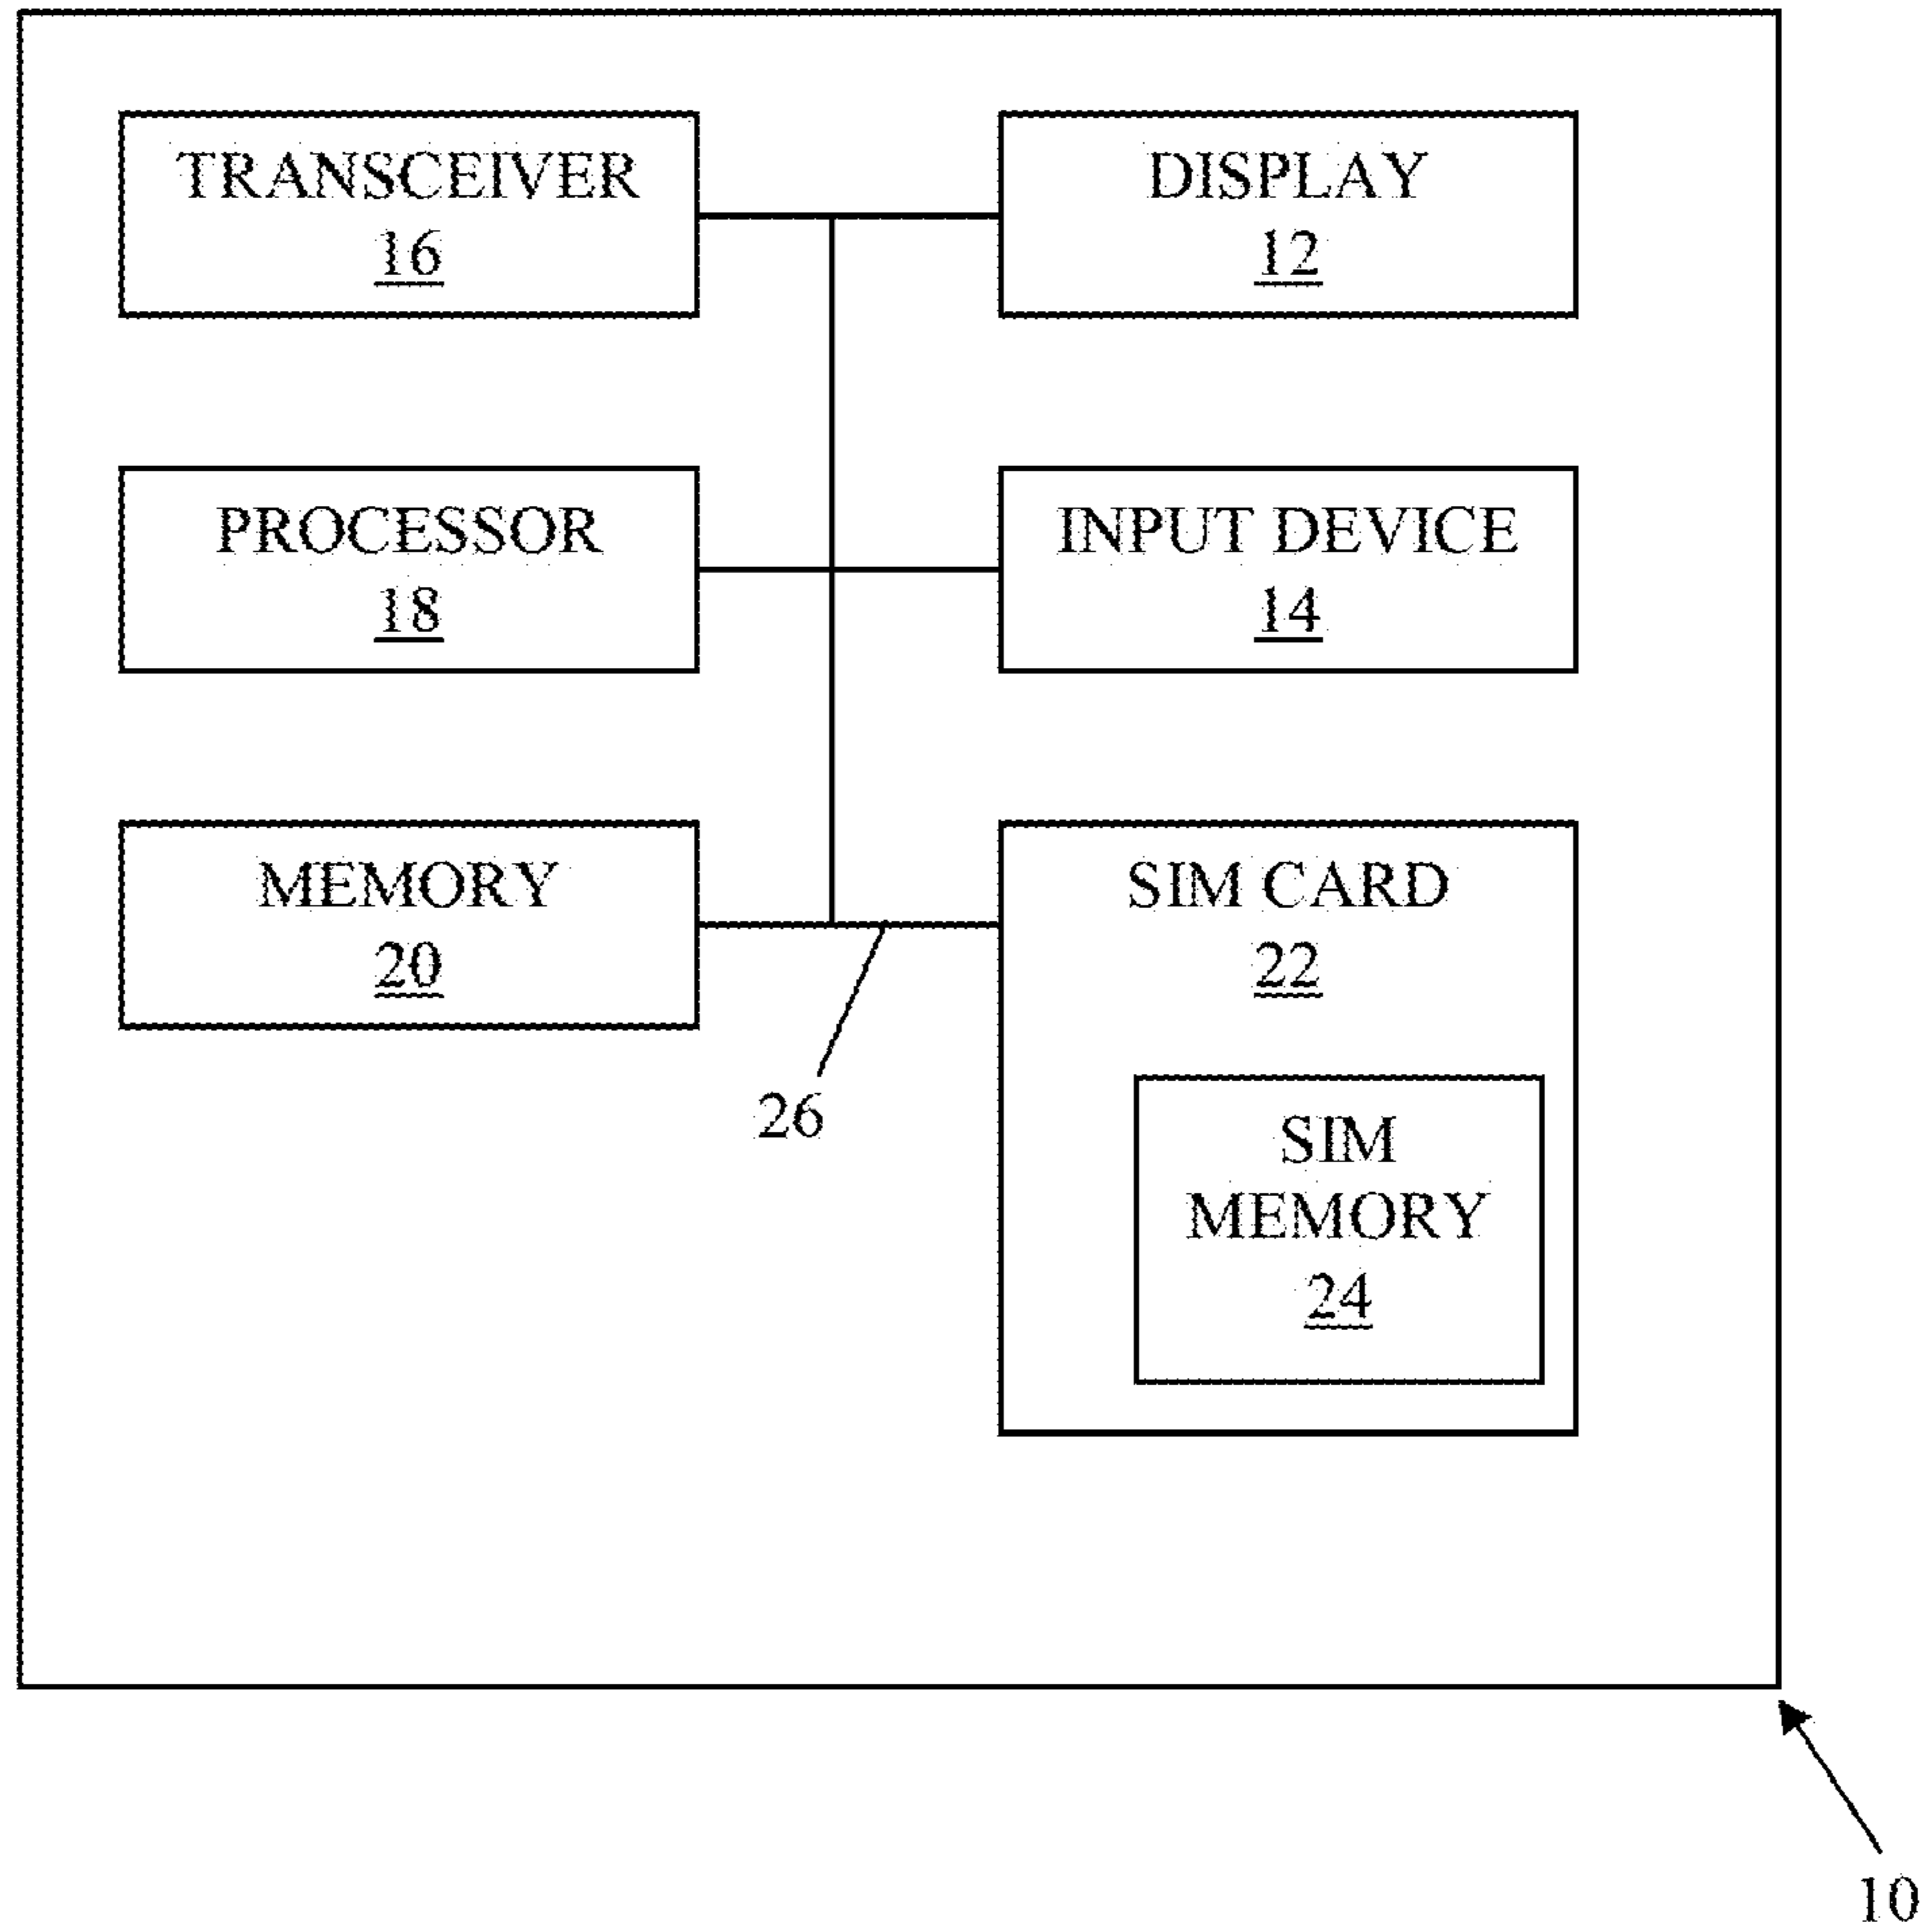 TRANSCEIVER
16
DISPLAY
12
PROCESSOR
18
INPUT DEVICE
14
MEMORY
20
SIM CARD
22
26
SIM
MEMORY
24
10